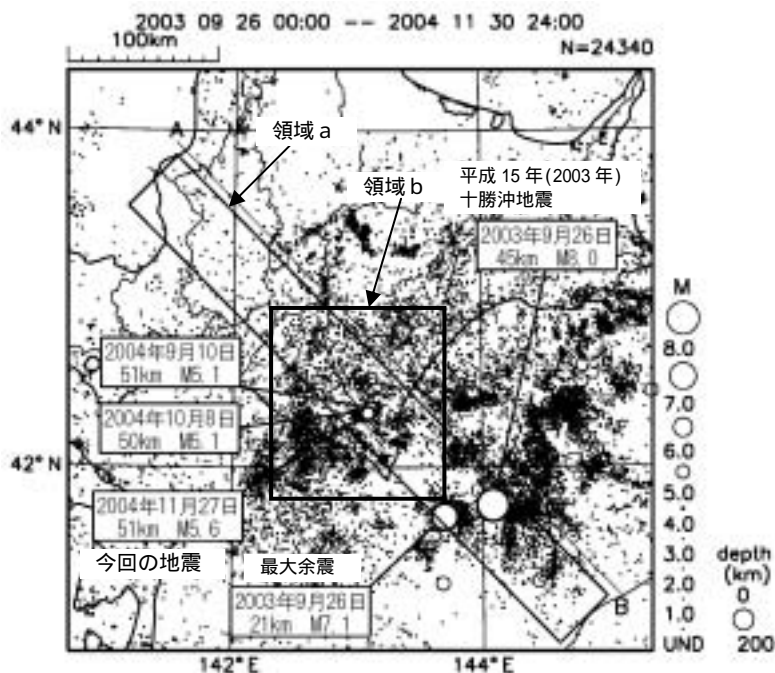 2003 09 26 00:00 -- 2004 11 30 24:00
100km
N=24340
44°N
A
領域a
領域b
平成 15 年(2003 年)
十勝沖地震
2003年9月26日
45km M8.0
M
8.0
7.0
6.0
5.0
4.0
3.0
2.0
1.0
UND
2004年9月10日
51km M5.1
2004年10月8日
50km M5.1
42°N
2004年11月27日
51km M5.6
今回の地震
最大余震
2003年9月26日
21km M7.1
B
depth
(km)
0
200
142°E
144°E